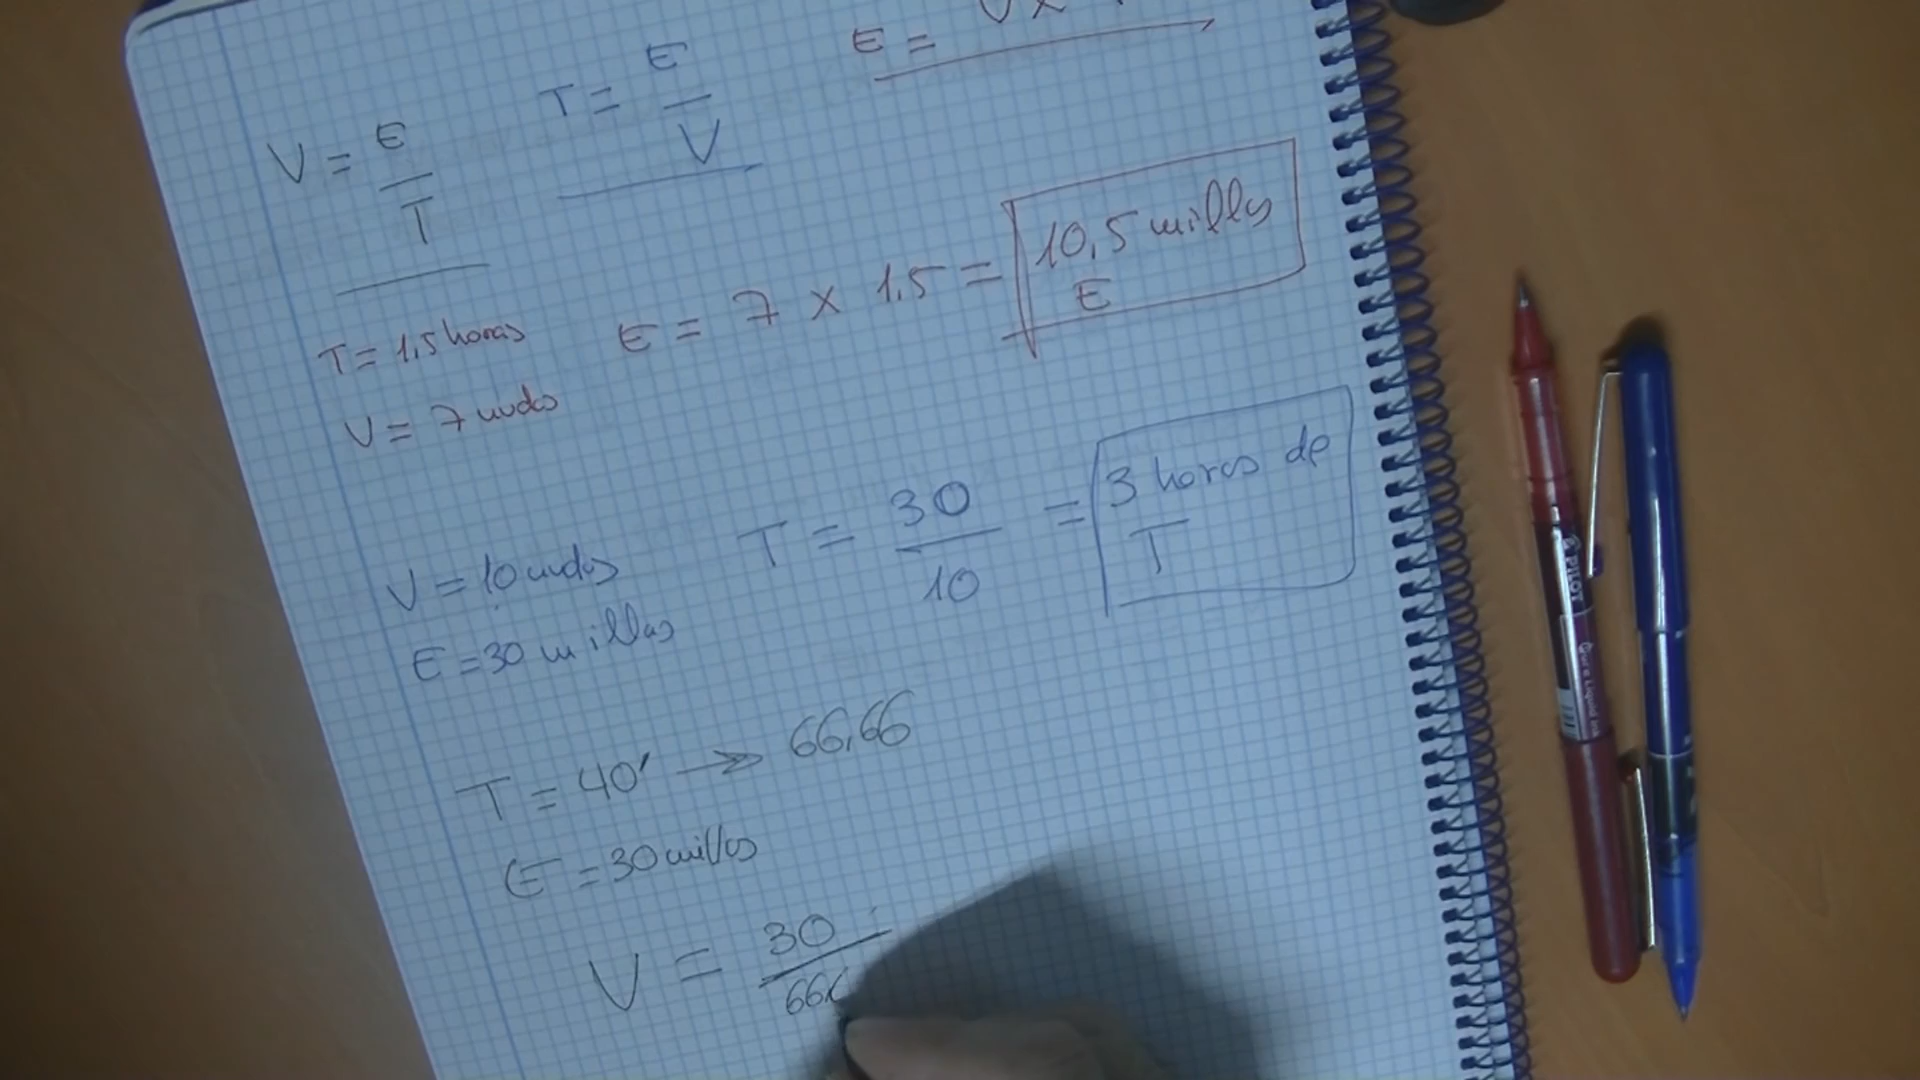 V = E / T
T = E / V
E = V x
T = 1,5 horas
V = 7 nudos
E = 7 x 1,5 = 10,5 millas E
V = 10 nudos
E = 30 millas
T = 30 / 10 = 3 horas de T
T = 40' → 66,66
E = 30 millas
V = 30 / 66,
PILOT